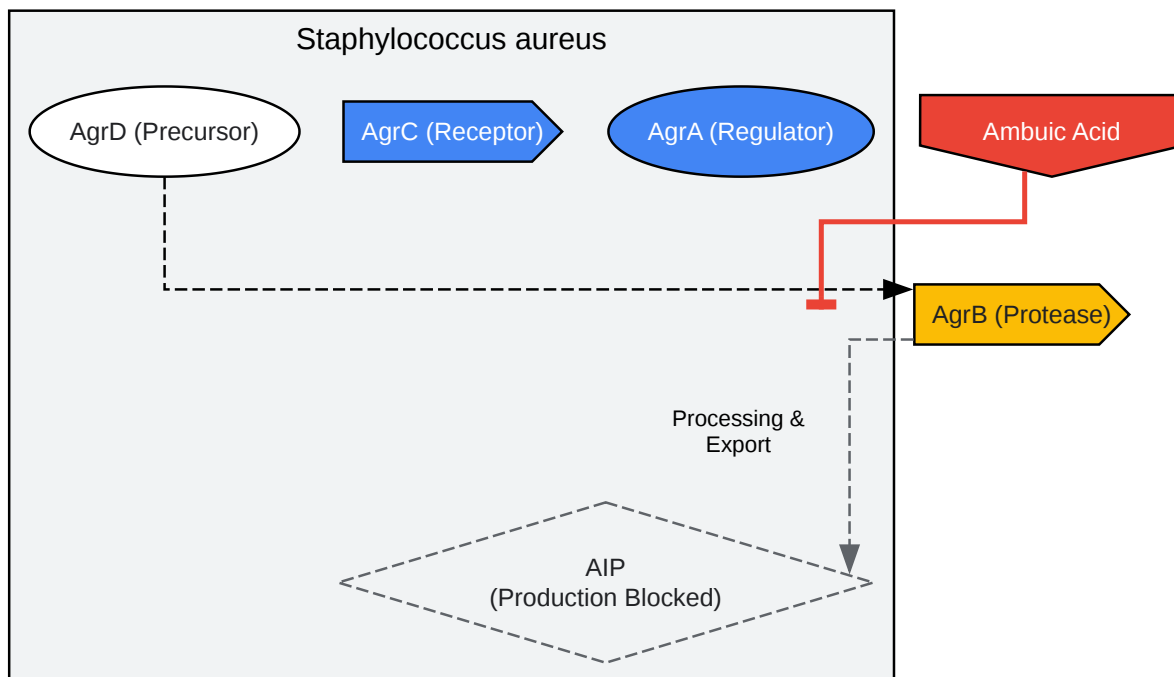 Staphylococcus aureus
AgrD (Precursor)
AgrC (Receptor)
AgrA (Regulator)
Ambuic Acid
AgrB (Protease)
Processing &
Export
AIP
(Production Blocked)